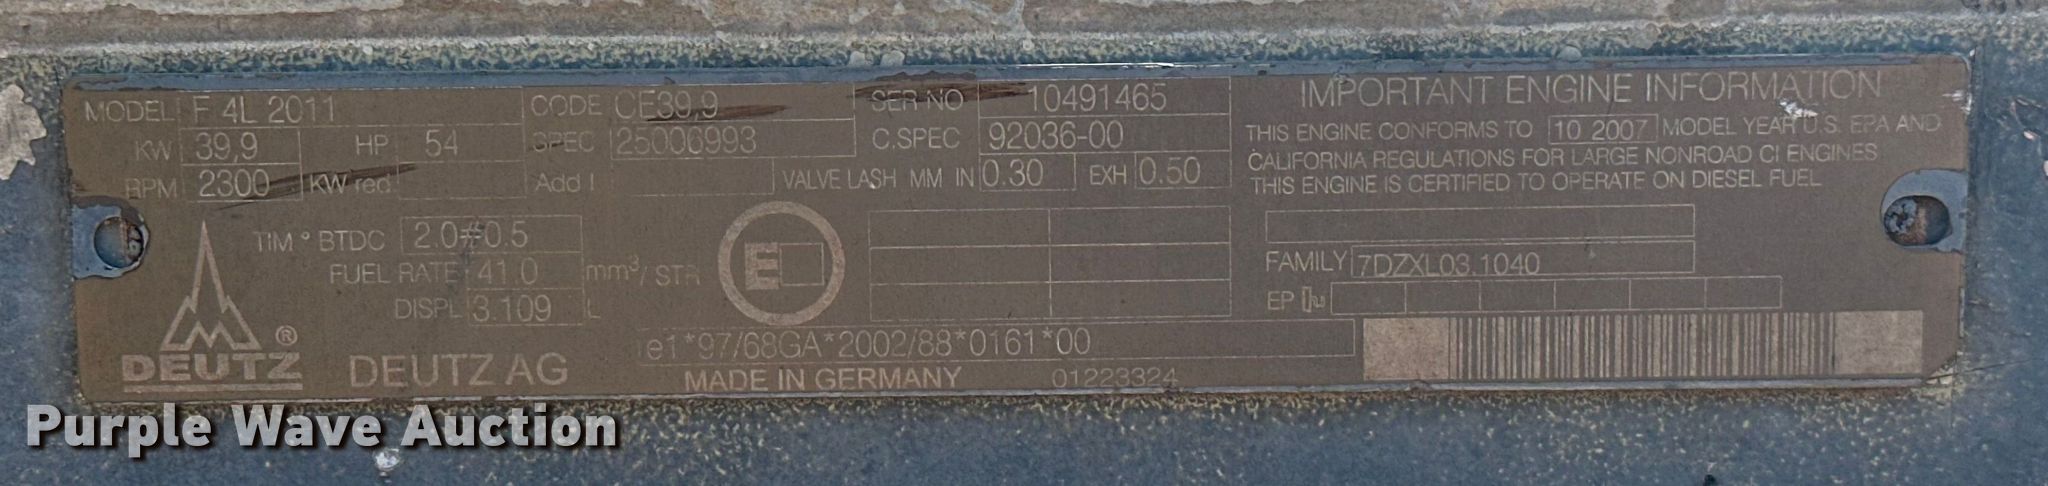 MODEL F 4L 2011 CODE CE39,9 SER NO 10491465
KW 39,9 HP 54 SPEC 25006993 C.SPEC 92036-00
RPM 2300 KW red. Add I VALVE LASH MM IN 0.30 EXH 0.50
TIM ° BTDC 2.0#0.5
FUEL RATE 41.0 mm³/STR
DISPL 3.109 L
E
DEUTZ ®
DEUTZ AG
e1*97/68GA*2002/88*0161*00
MADE IN GERMANY 01223324
IMPORTANT ENGINE INFORMATION
THIS ENGINE CONFORMS TO 10 2007 MODEL YEAR U.S. EPA AND
CALIFORNIA REGULATIONS FOR LARGE NONROAD CI ENGINES
THIS ENGINE IS CERTIFIED TO OPERATE ON DIESEL FUEL
FAMILY 7DZXL03.1040
EP
Purple Wave Auction